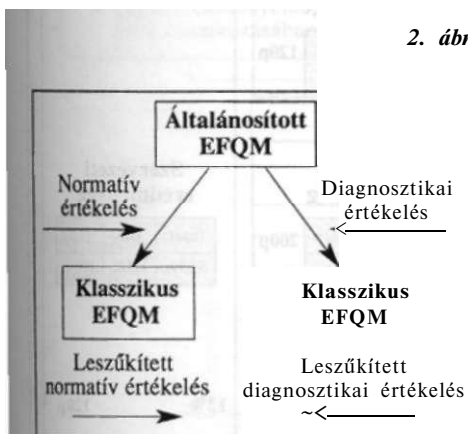 2. ábr
Általánosított
EFQM
Normatív
értékelés
Diagnosztikai
értékelés
Klasszikus
EFQM
Klasszikus
EFQM
Leszűkített
normatív értékelés
Leszűkített
diagnosztikai értékelés